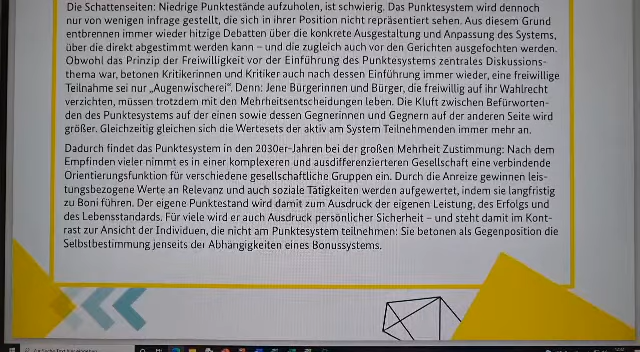 Die Schattenseiten: Niedrige Punktestände aufzuholen, ist schwierig. Das Punktesystem wird dennoch
nur von wenigen infrage gestellt, die sich in ihrer Position nicht repräsentiert sehen. Aus diesem Grund
entbrennen immer wieder hitzige Debatten über die konkrete Ausgestaltung und Anpassung des Systems,
über die direkt abgestimmt werden kann – und die zugleich auch vor den Gerichten ausgefochten werden.
Obwohl das Prinzip der Freiwilligkeit vor der Einführung des Punktesystems zentrales Diskussions-
thema war, betonen Kritikerinnen und Kritiker auch nach dessen Einführung immer wieder, eine freiwillige
Teilnahme sei nur „Augenwischerei“. Denn: Jene Bürgerinnen und Bürger, die freiwillig auf ihr Wahlrecht
verzichten, müssen trotzdem mit den Mehrheitsentscheidungen leben. Die Kluft zwischen Befürworten-
den des Punktesystems auf der einen sowie dessen Gegnerinnen und Gegnern auf der anderen Seite wird
größer. Gleichzeitig gleichen sich die Wertesets der aktiv am System Teilnehmenden immer mehr an.
Dadurch findet das Punktesystem in den 2030er-Jahren bei der großen Mehrheit Zustimmung: Nach dem
Empfinden vieler nimmt es in einer komplexeren und ausdifferenzierteren Gesellschaft eine verbindende
Orientierungsfunktion für verschiedene gesellschaftliche Gruppen ein. Durch die Anreize gewinnen leis-
tungsbezogene Werte an Relevanz und auch soziale Tätigkeiten werden aufgewertet, indem sie langfristig
zu Boni führen. Der eigene Punktestand wird damit zum Ausdruck der eigenen Leistung, des Erfolgs und
des Lebensstandards. Für viele wird er auch Ausdruck persönlicher Sicherheit – und steht damit im Kont-
rast zur Ansicht der Individuen, die nicht am Punktesystem teilnehmen: Sie betonen als Gegenposition die
Selbstbestimmung jenseits der Abhängigkeiten eines Bonussystems.